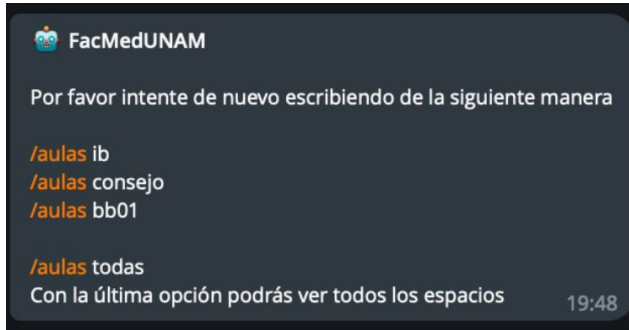 🤖 FacMedUNAM
Por favor intente de nuevo escribiendo de la siguiente manera
/aulas ib
/aulas consejo
/aulas bb01
/aulas todas
Con la última opción podrás ver todos los espacios
19:48